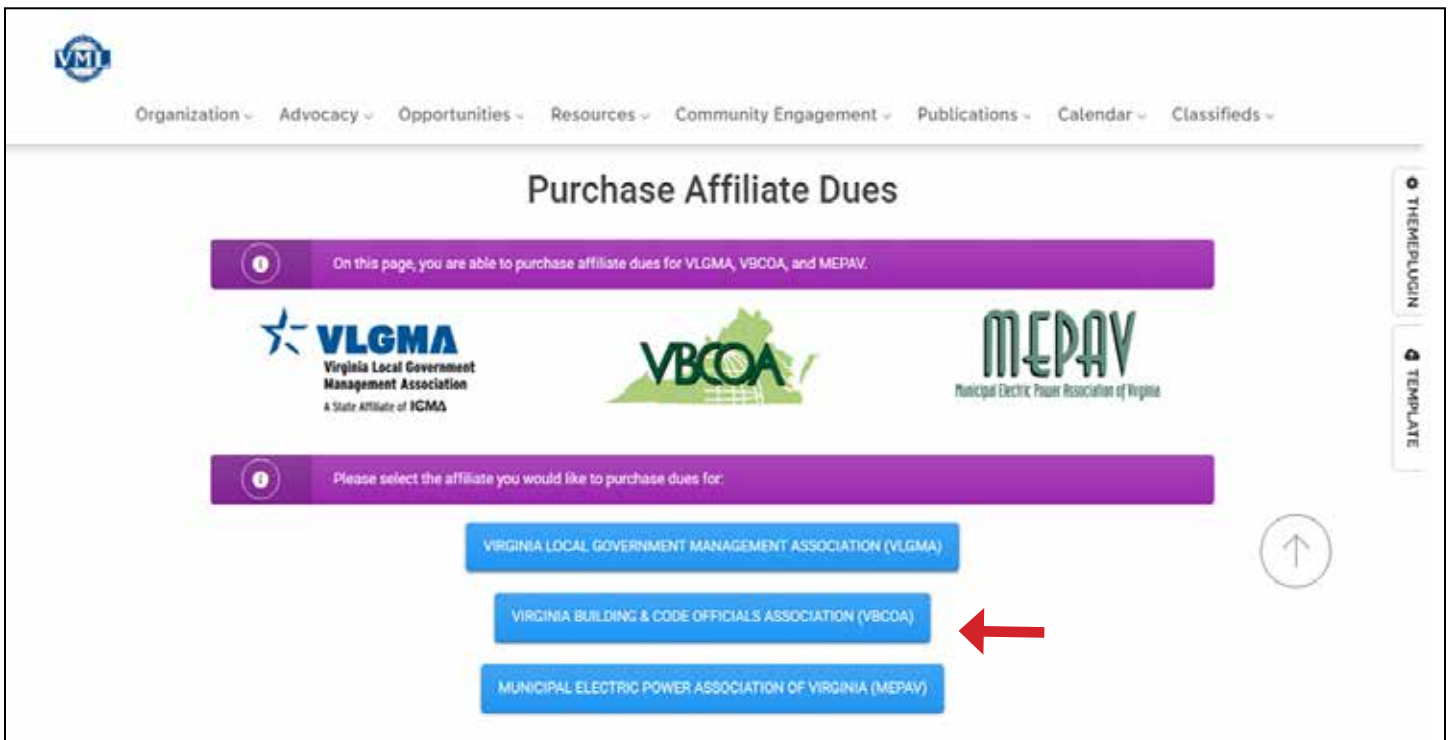 VML
Organization Advocacy Opportunities Resources Community Engagement Publications Calendar Classifieds
Purchase Affiliate Dues
On this page, you are able to purchase affiliate dues for VLGMA, VBCOA, and MEPAV.
VLGMA
Virginia Local Government
Management Association
A State Affiliate of ICMA
VBCOA
MEPAV
Municipal Electric Power Association of Virginia
Please select the affiliate you would like to purchase dues for:
VIRGINIA LOCAL GOVERNMENT MANAGEMENT ASSOCIATION (VLGMA)
VIRGINIA BUILDING & CODE OFFICIALS ASSOCIATION (VBCOA)
MUNICIPAL ELECTRIC POWER ASSOCIATION OF VIRGINIA (MEPAV)
THEMEPLUGIN
TEMPLATE